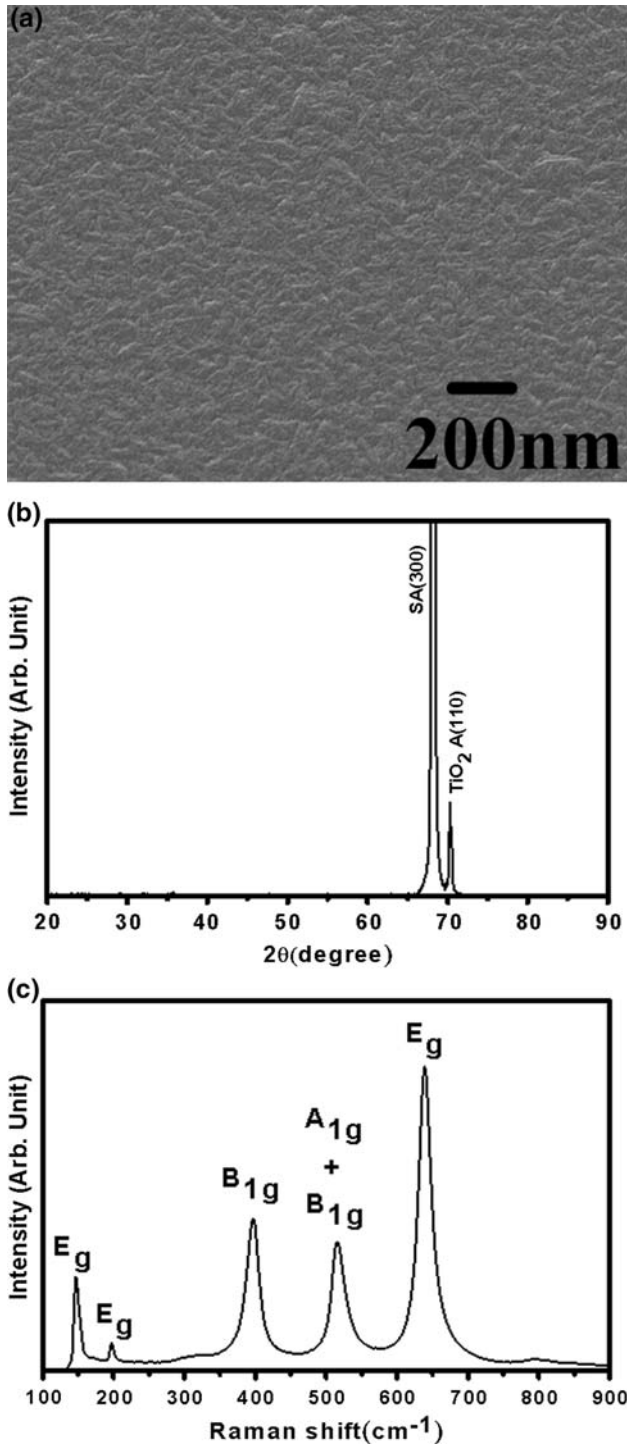 (a)
200nm
(b)
Intensity (Arb. Unit)
SA(300)
TiO2 A(110)
20 30 40 50 60 70 80 90
2θ(degree)
(c)
Intensity (Arb. Unit)
Eg
Eg
B1g
A1g
+
B1g
Eg
100 200 300 400 500 600 700 800 900
Raman shift(cm-1)